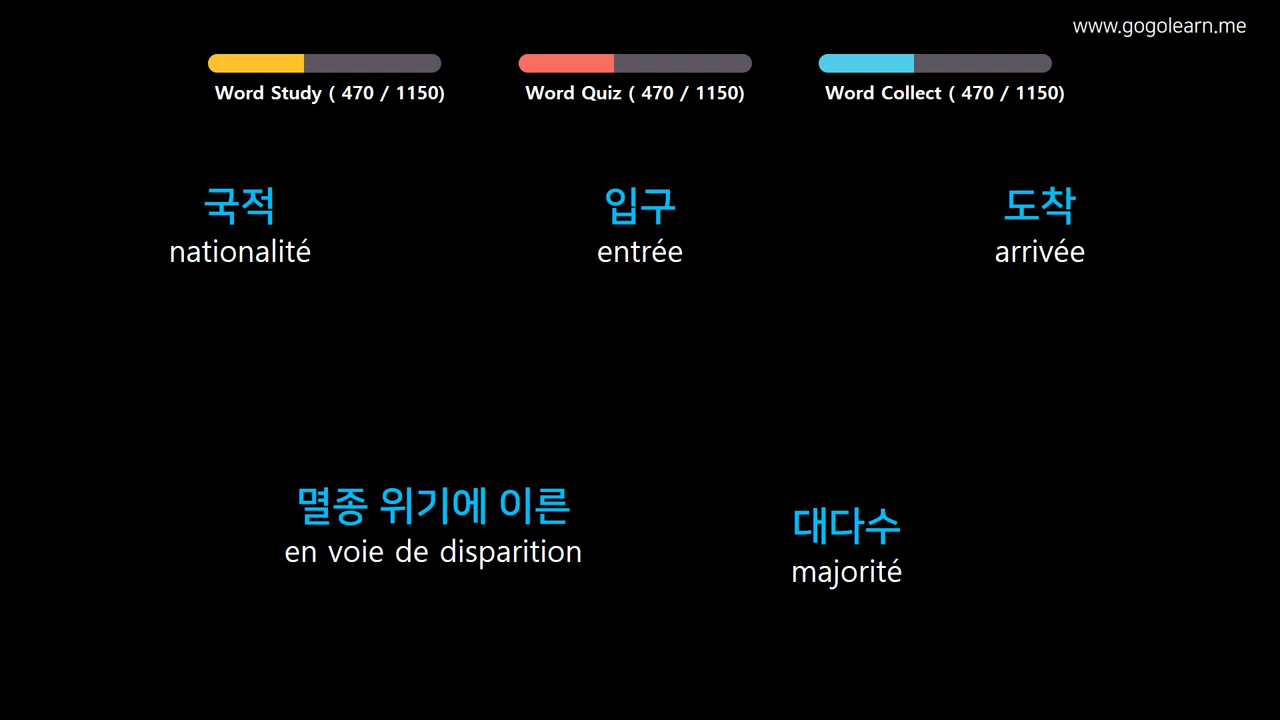 www.gogolearn.me
Word Study ( 470 / 1150)
Word Quiz ( 470 / 1150)
Word Collect ( 470 / 1150)
국적
nationalité
입구
entrée
도착
arrivée
멸종 위기에 이른
en voie de disparition
대다수
majorité